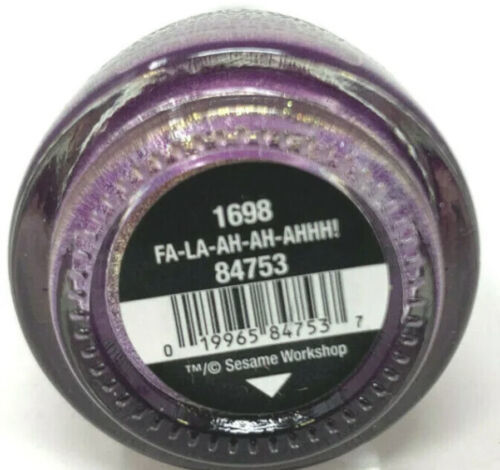 1698
FA-LA-AH-AH-AHHH!
84753
0 19965 84753 7
™/© Sesame Workshop